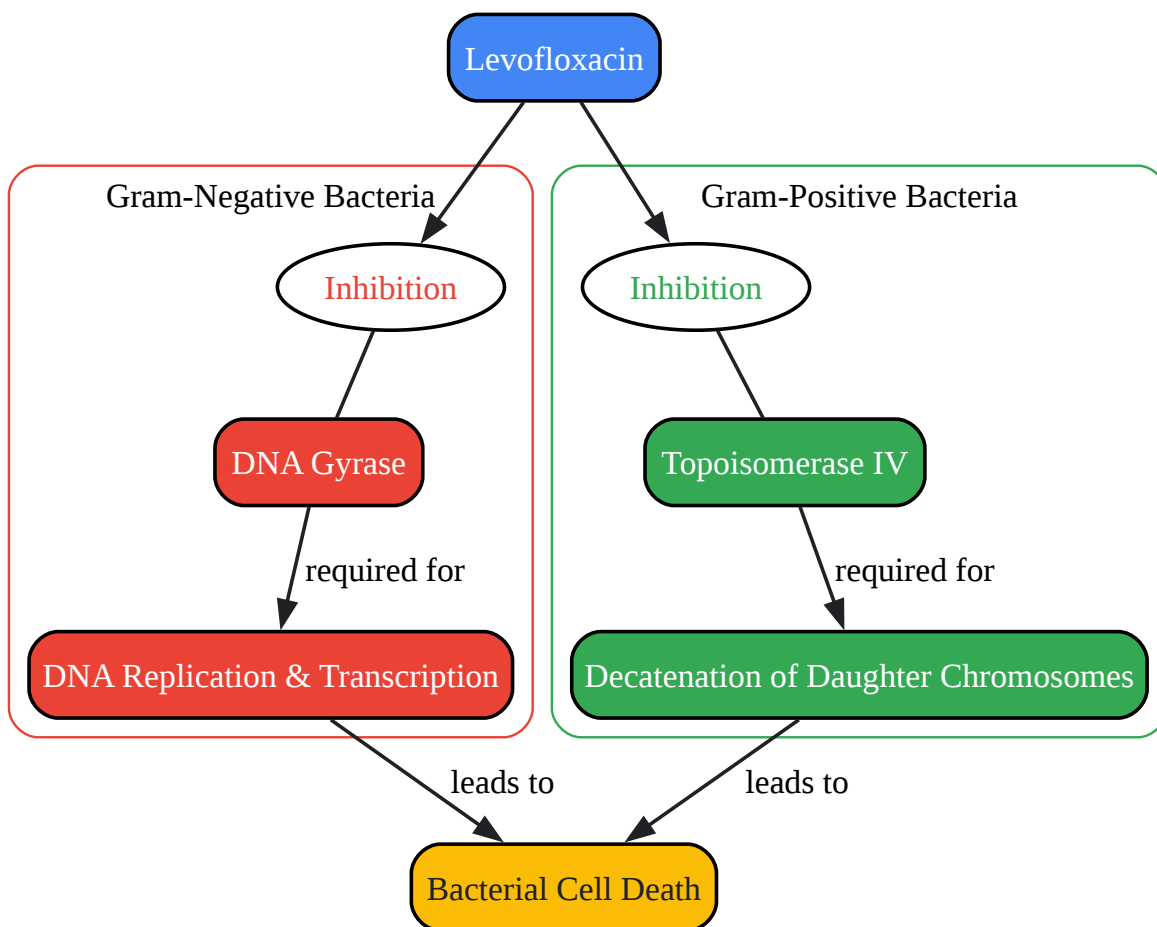 Levofloxacin
Gram-Negative Bacteria
Gram-Positive Bacteria
Inhibition
Inhibition
DNA Gyrase
Topoisomerase IV
required for
required for
DNA Replication & Transcription
Decatenation of Daughter Chromosomes
leads to
leads to
Bacterial Cell Death